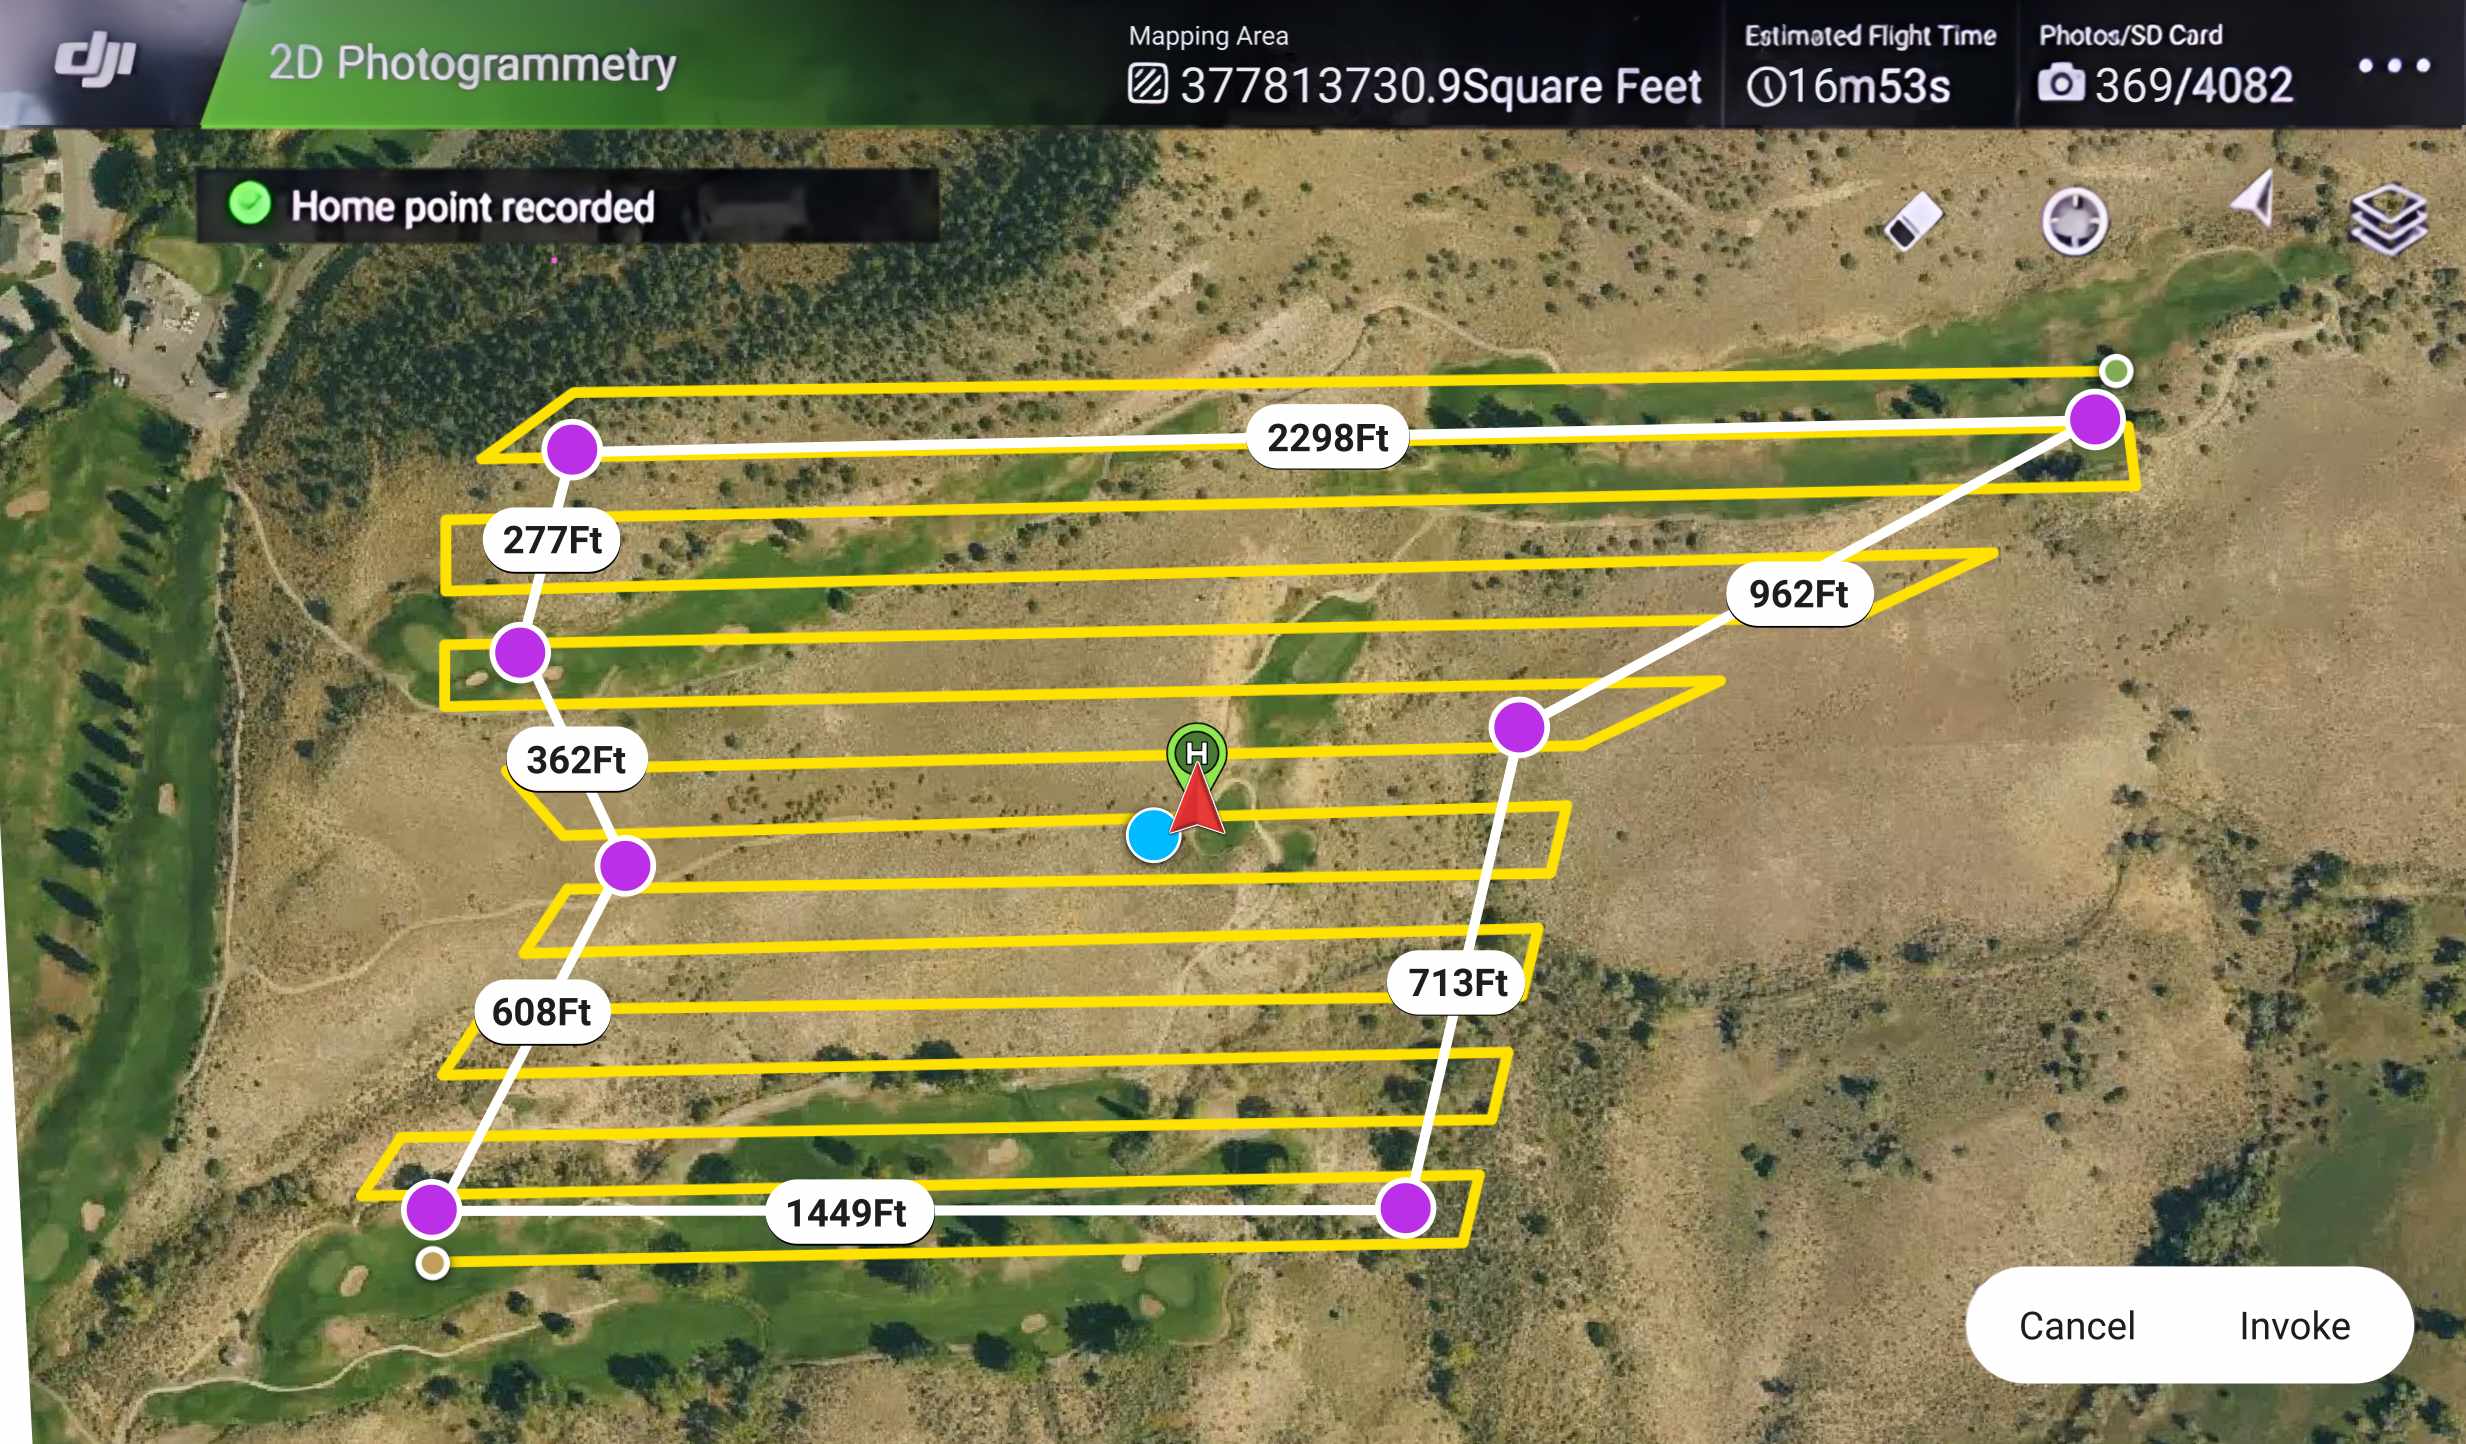 dji
2D Photogrammetry
Mapping Area
377813730.9Square Feet
Estimated Flight Time
16m53s
Photos/SD Card
369/4082
Home point recorded
2298Ft
277Ft
962Ft
362Ft
H
713Ft
608Ft
1449Ft
Cancel
Invoke